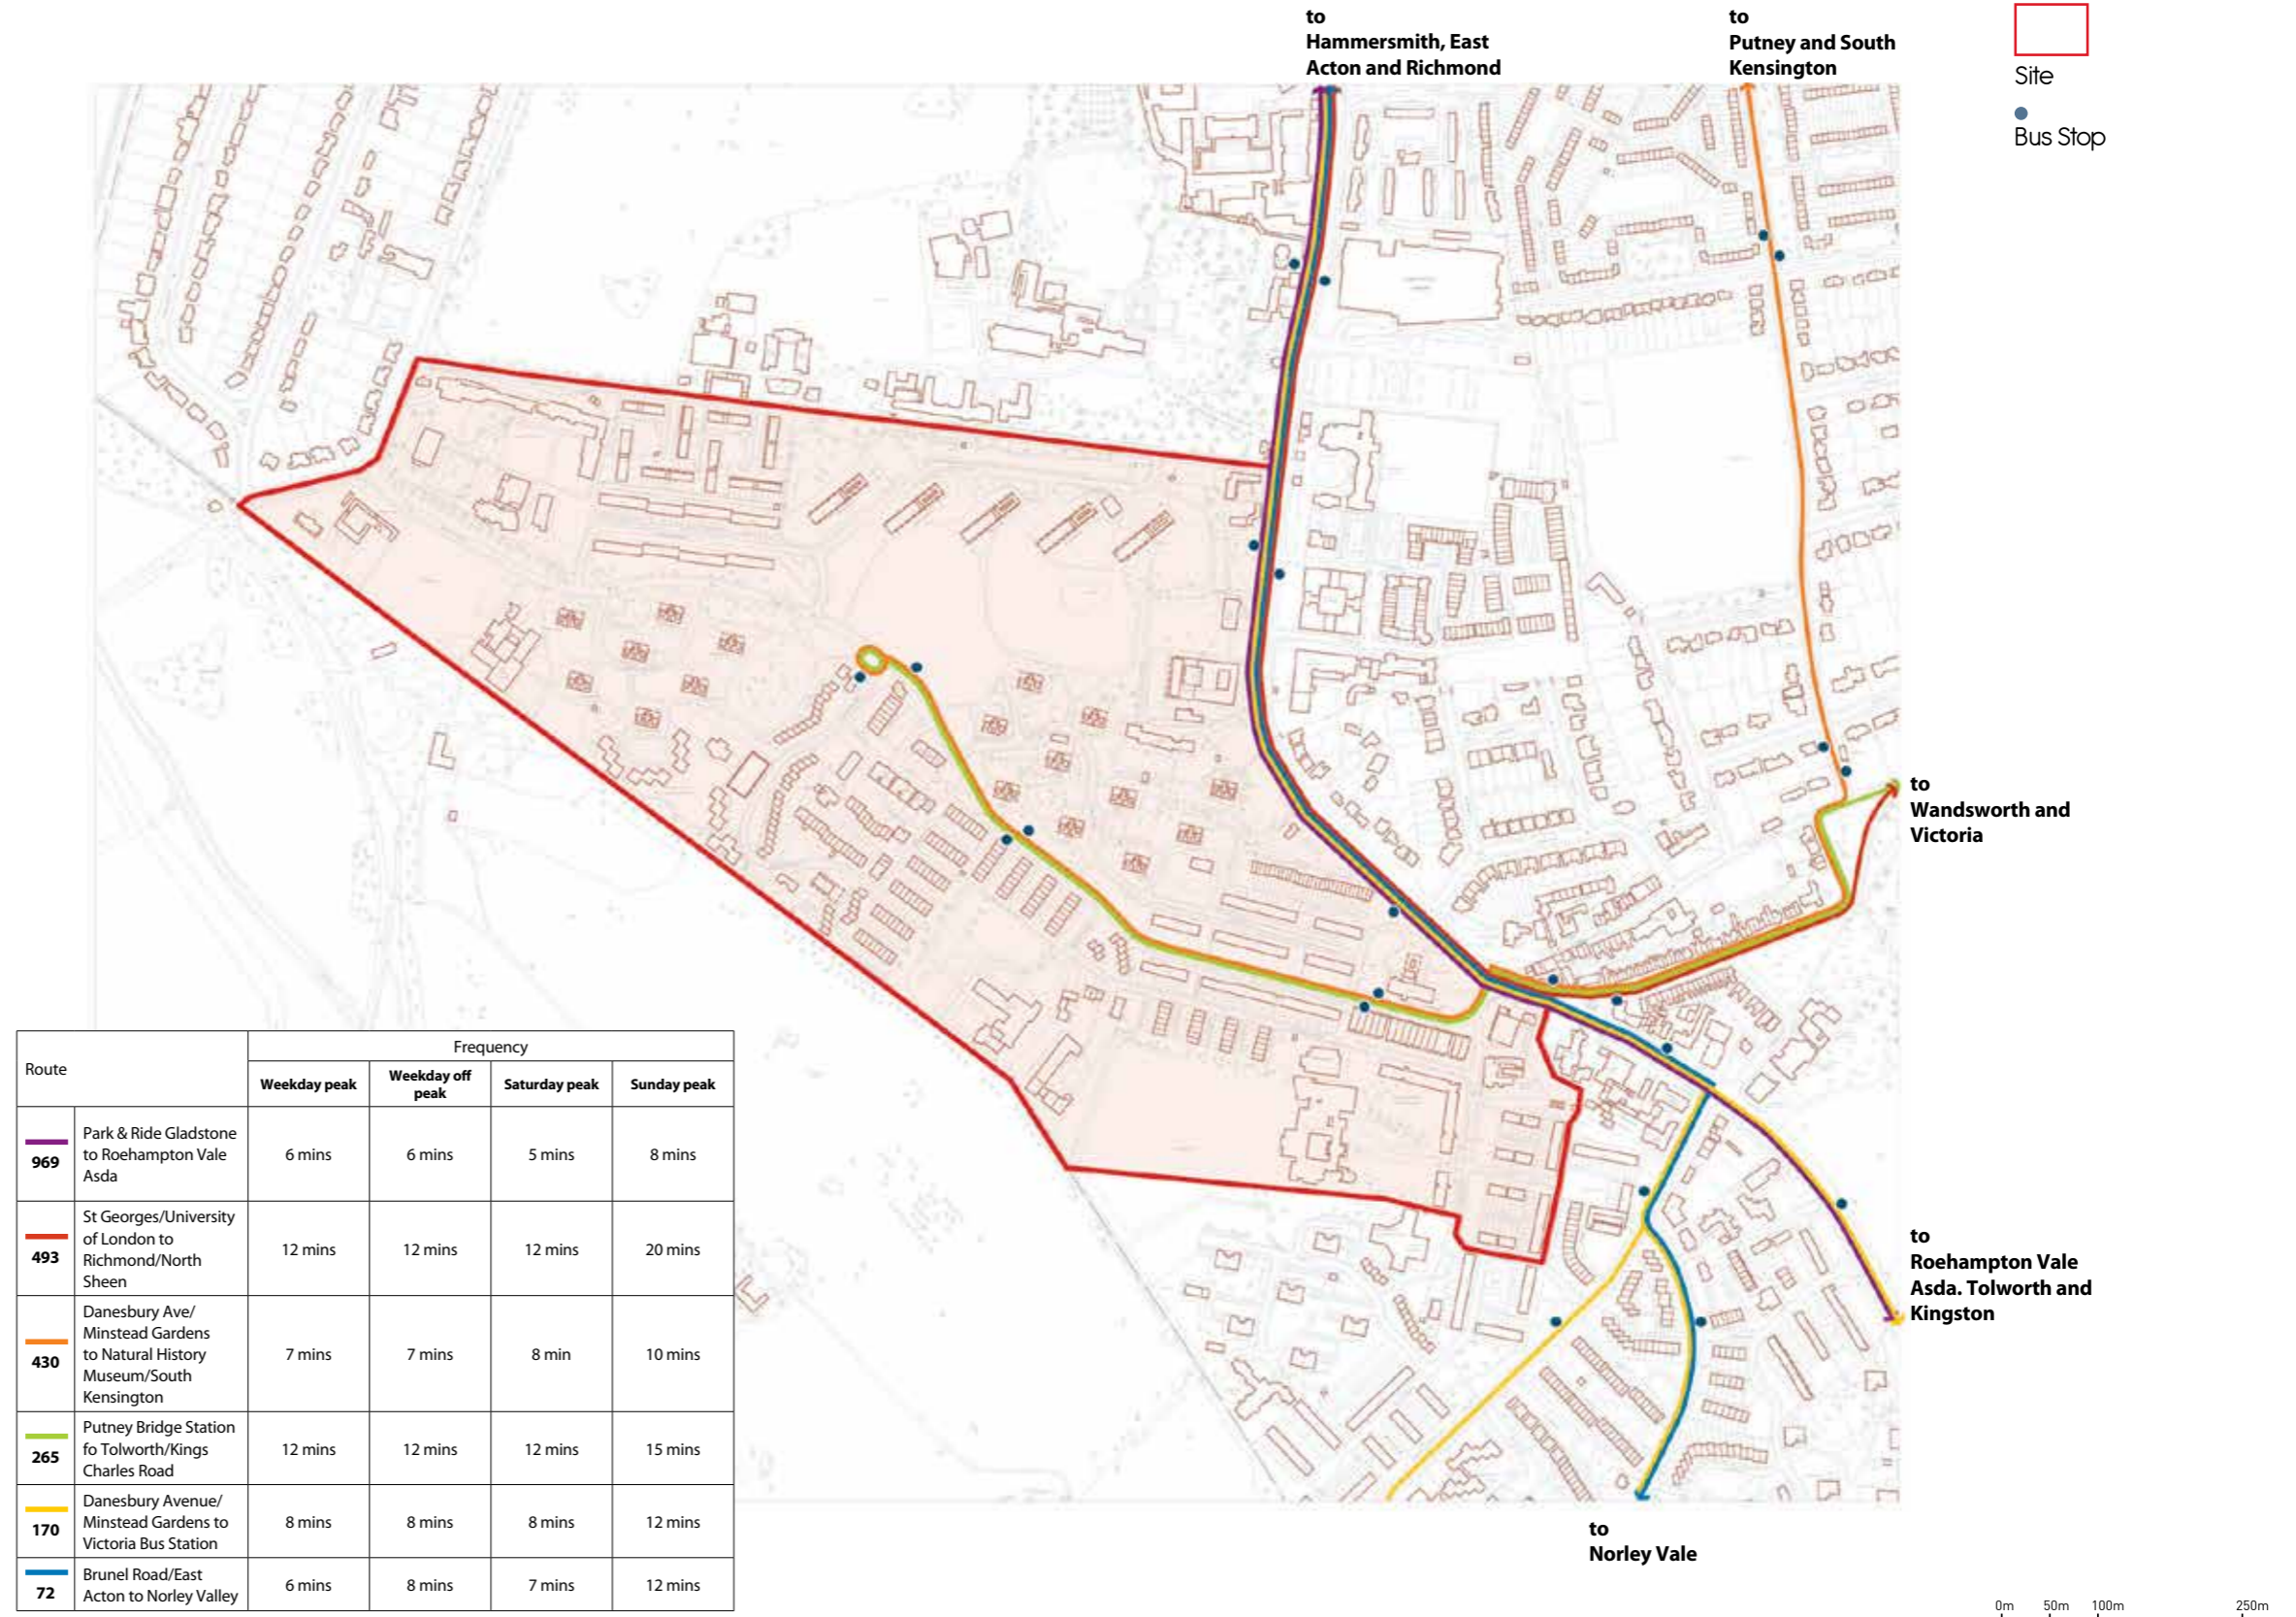 to
Hammersmith, East
Acton and Richmond
to
Putney and South
Kensington
Site
Bus Stop
to
Wandsworth and
Victoria
to
Roehampton Vale
Asda. Tolworth and
Kingston
to
Norley Vale
Route
Frequency
Weekday peak
Weekday off
peak
Saturday peak
Sunday peak
969
Park & Ride Gladstone
to Roehampton Vale
Asda
6 mins
6 mins
5 mins
8 mins
493
St Georges/University
of London to
Richmond/North
Sheen
12 mins
12 mins
12 mins
20 mins
430
Danesbury Ave/
Minstead Gardens
to Natural History
Museum/South
Kensington
7 mins
7 mins
8 min
10 mins
265
Putney Bridge Station
fo Tolworth/Kings
Charles Road
12 mins
12 mins
12 mins
15 mins
170
Danesbury Avenue/
Minstead Gardens to
Victoria Bus Station
8 mins
8 mins
8 mins
12 mins
72
Brunel Road/East
Acton to Norley Valley
6 mins
8 mins
7 mins
12 mins
0m 50m 100m 250m